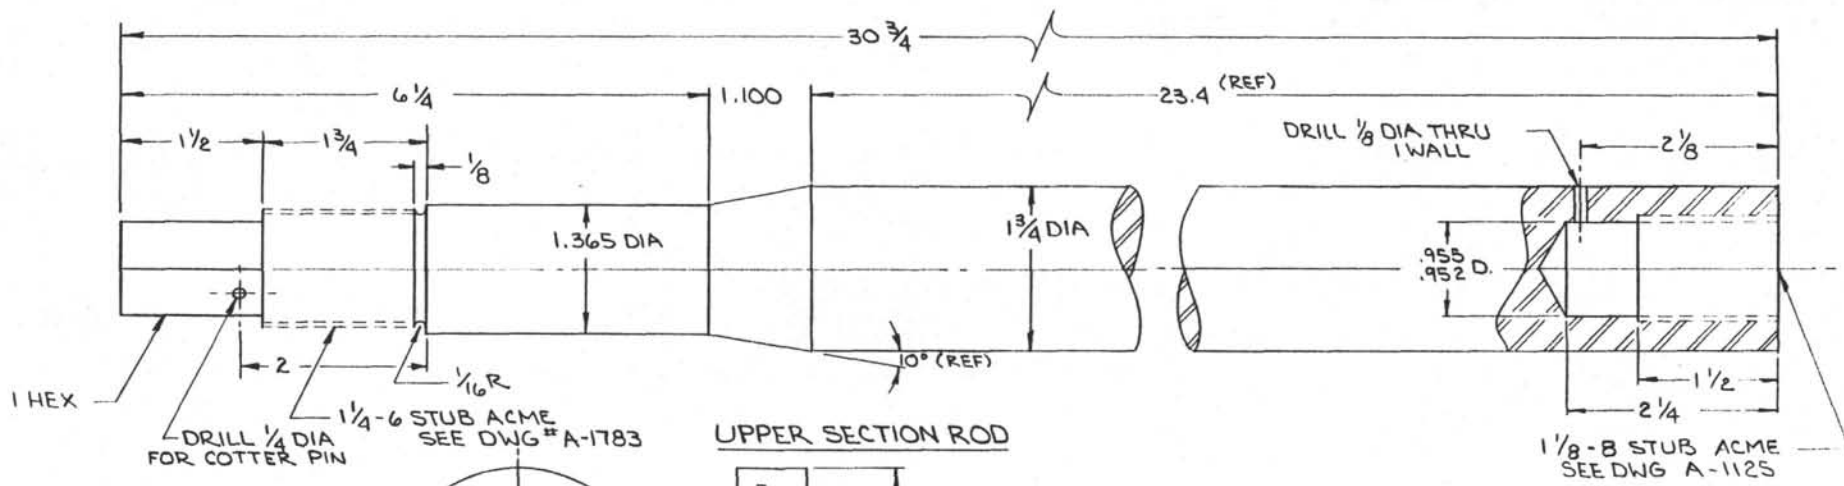 30 3/4
6 1/4
1.100
23.4 (REF)
1 1/2
1 3/4
1/8
DRILL 1/8 DIA THRU
1 WALL
2 1/8
1.365 DIA
1 3/4 DIA
.955
.952 D.
10° (REF)
2
1/16 R
1 HEX
1 1/4-6 STUB ACME
SEE DWG # A-1783
DRILL 1/4 DIA
FOR COTTER PIN
UPPER SECTION ROD
1 1/2
2 1/4
1 1/8-8 STUB ACME
SEE DWG A-1125